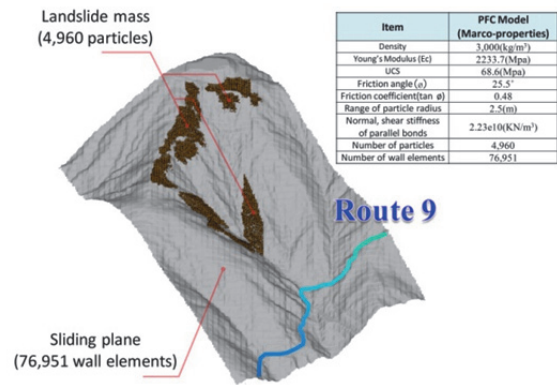 Landslide mass
(4,960 particles)
Item PFC Model
(Marco-properties)
Density 3,000(kg/m³)
Young's Modulus (Ec) 2233.7(Mpa)
UCS 68.6(Mpa)
Friction angle(ø) 25.5°
Friction coefficient(tan ø) 0.48
Range of particle radius 2.5(m)
Normal, shear stiffness
of parallel bonds 2.23e10(KN/m³)
Number of particles 4,960
Number of wall elements 76,951
Route 9
Sliding plane
(76,951 wall elements)